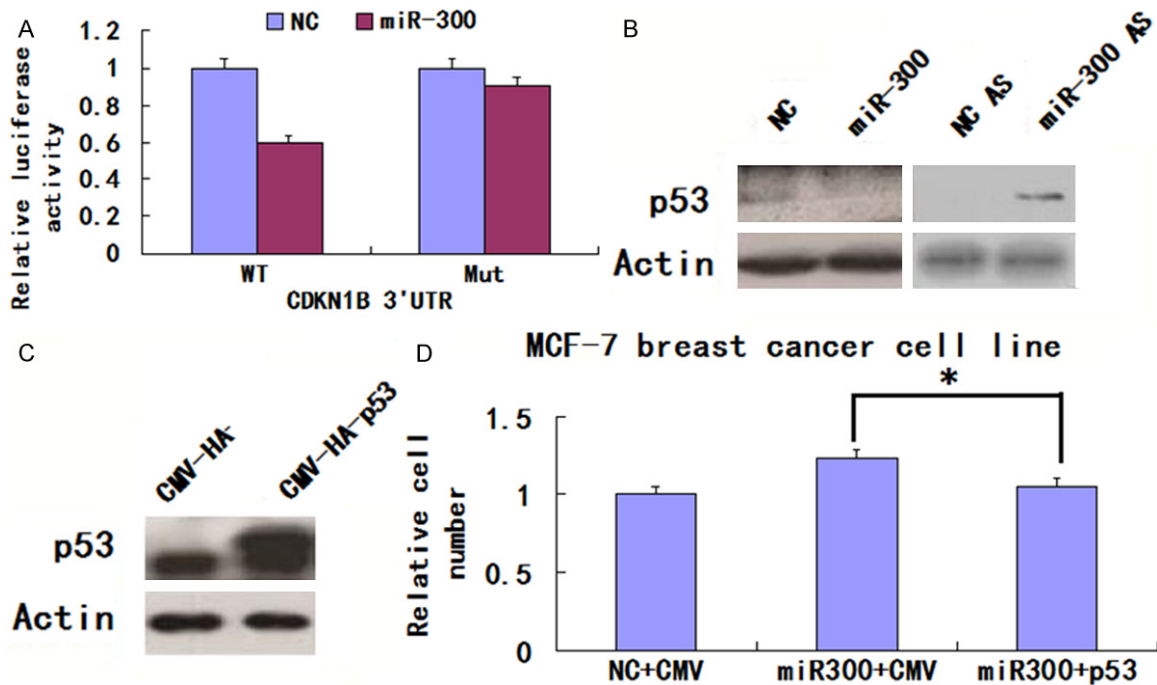 A
NC miR-300
Relative luciferase
activity
1.2
1
0.8
0.6
0.4
0.2
0
WT Mut
CDKN1B 3'UTR
B
NC miR-300 NC AS miR-300 AS
p53
Actin
C
CMV-HA- CMV-HA-p53
p53
Actin
D
MCF-7 breast cancer cell line
*
Relative cell
number
1.5
1
0.5
0
NC+CMV miR300+CMV miR300+p53